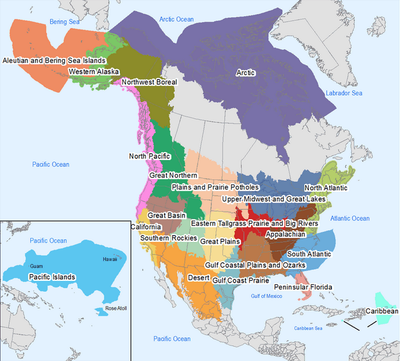 Bering Sea
Arctic Ocean
Aleutian and Bering Sea Islands
Western Alaska
Northwest Boreal
Arctic
Labrador Sea
Pacific Ocean
North Pacific
Great Northern
Plains and Prairie Potholes
North Atlantic
Upper Midwest and Great Lakes
Great Basin
Atlantic Ocean
California
Eastern Tallgrass Prairie and Big Rivers
Appalachian
Southern Rockies
Great Plains
South Atlantic
Gulf Coastal Plains and Ozarks
Desert
Gulf Coast Prairie
Peninsular Florida
Gulf of Mexico
Caribbean
Caribbean Sea
Pacific Ocean
Pacific Ocean
Hawaii
Guam
Pacific Islands
Rose Atoll